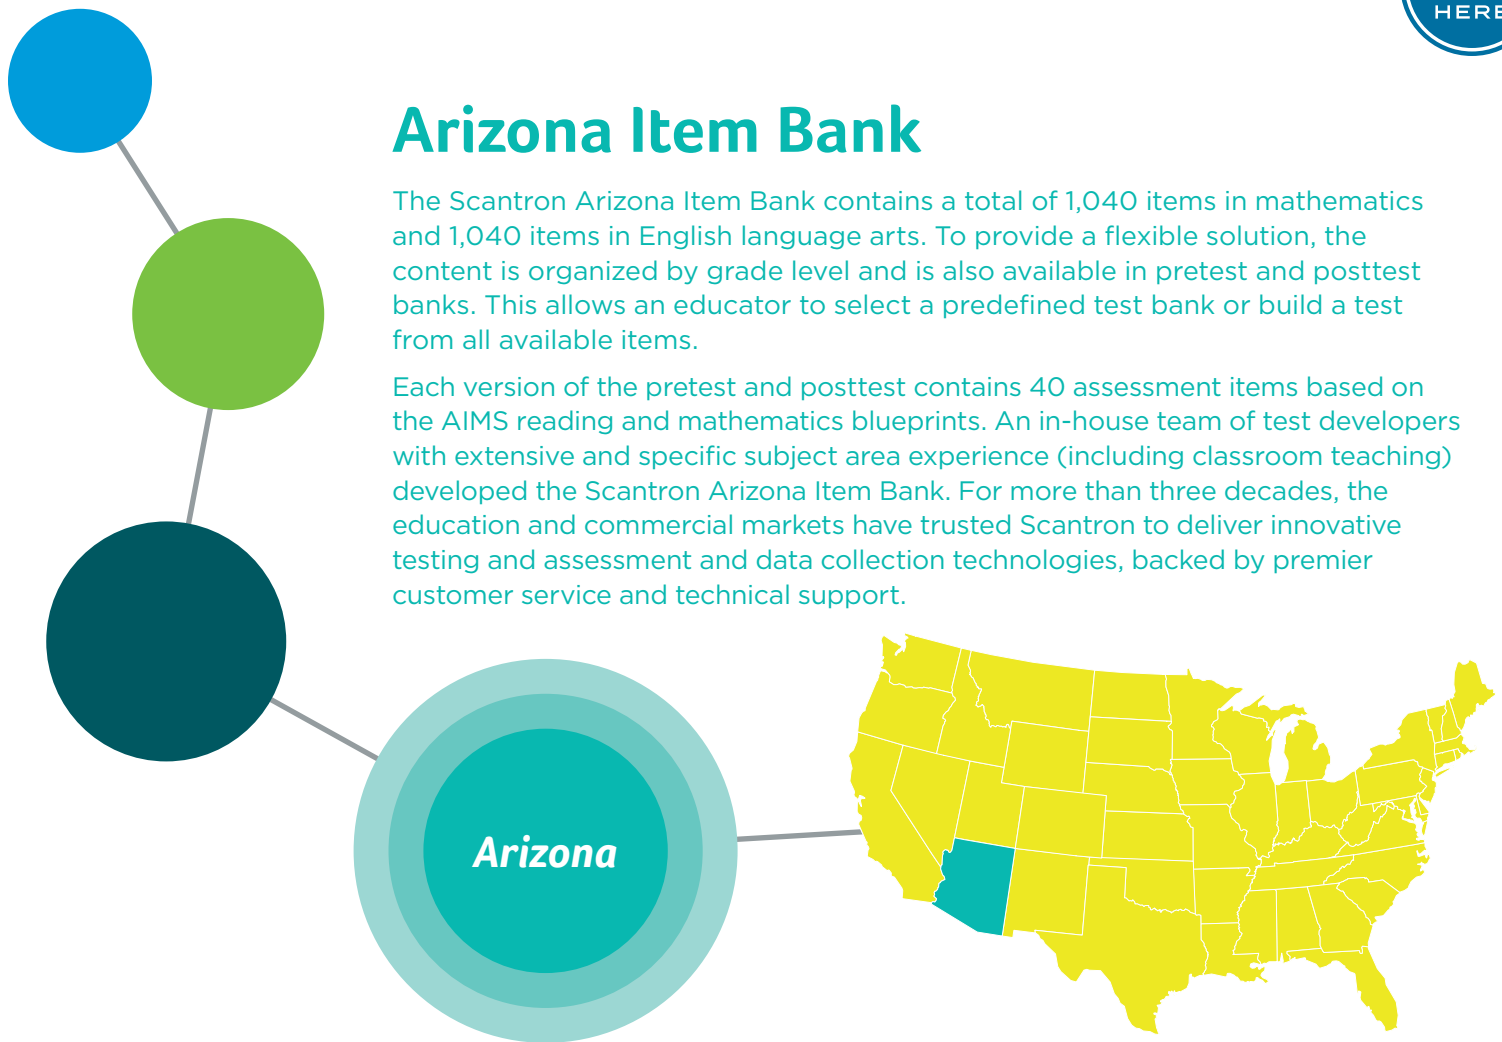 HERE
Arizona Item Bank
The Scantron Arizona Item Bank contains a total of 1,040 items in mathematics
and 1,040 items in English language arts. To provide a flexible solution, the
content is organized by grade level and is also available in pretest and posttest
banks. This allows an educator to select a predefined test bank or build a test
from all available items.
Each version of the pretest and posttest contains 40 assessment items based on
the AIMS reading and mathematics blueprints. An in-house team of test developers
with extensive and specific subject area experience (including classroom teaching)
developed the Scantron Arizona Item Bank. For more than three decades, the
education and commercial markets have trusted Scantron to deliver innovative
testing and assessment and data collection technologies, backed by premier
customer service and technical support.
Arizona